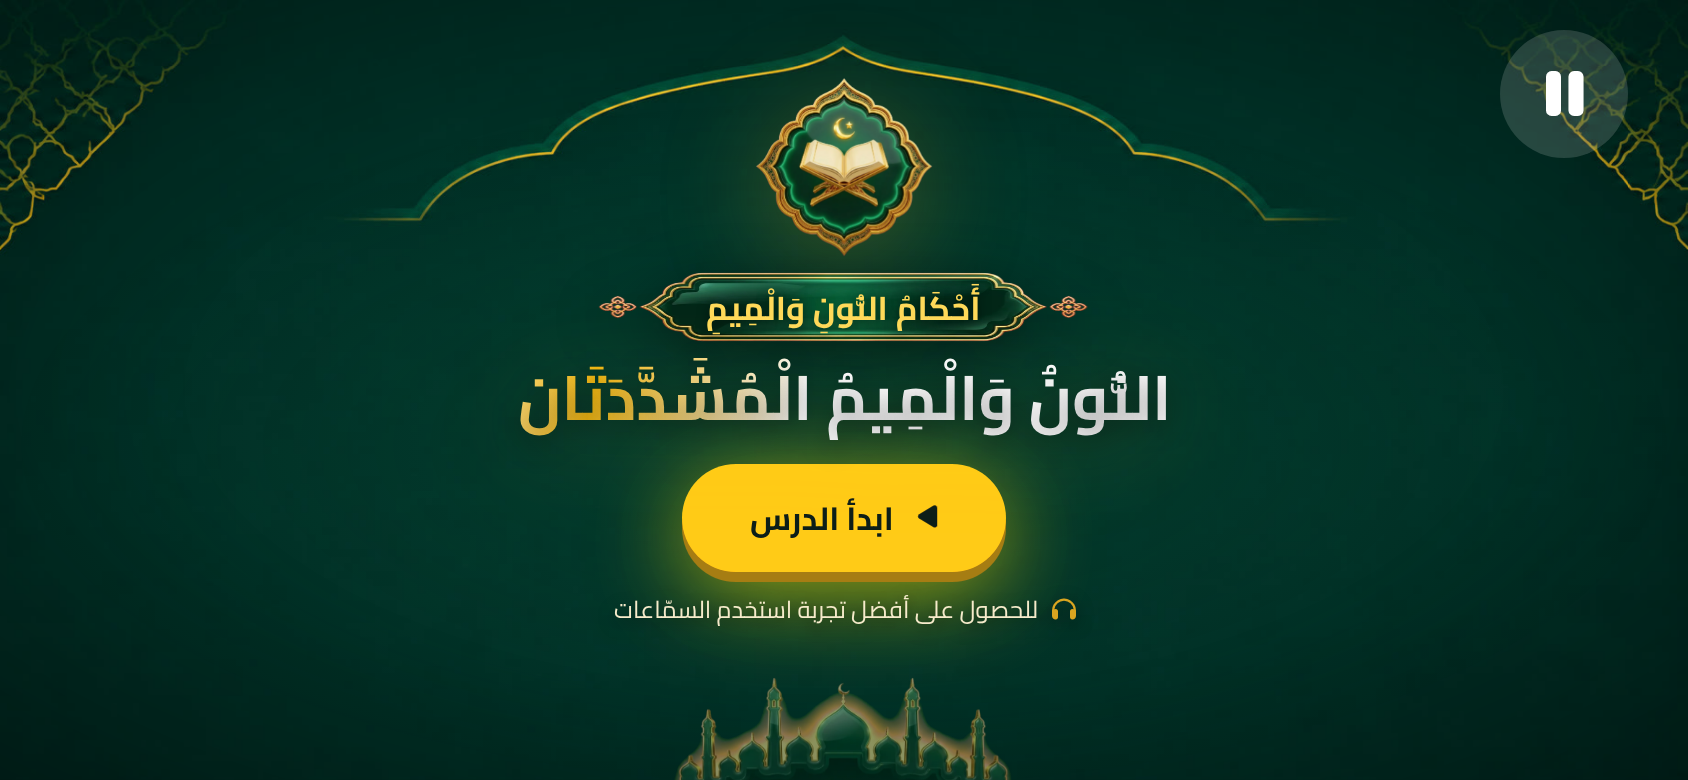 أَحْكَامُ النُّونِ وَالْمِيمِ
النُّونُ وَالْمِيمُ الْمُشَدَّدَتَان
ابدأ الدرس
للحصول على أفضل تجربة استخدم السمّاعات